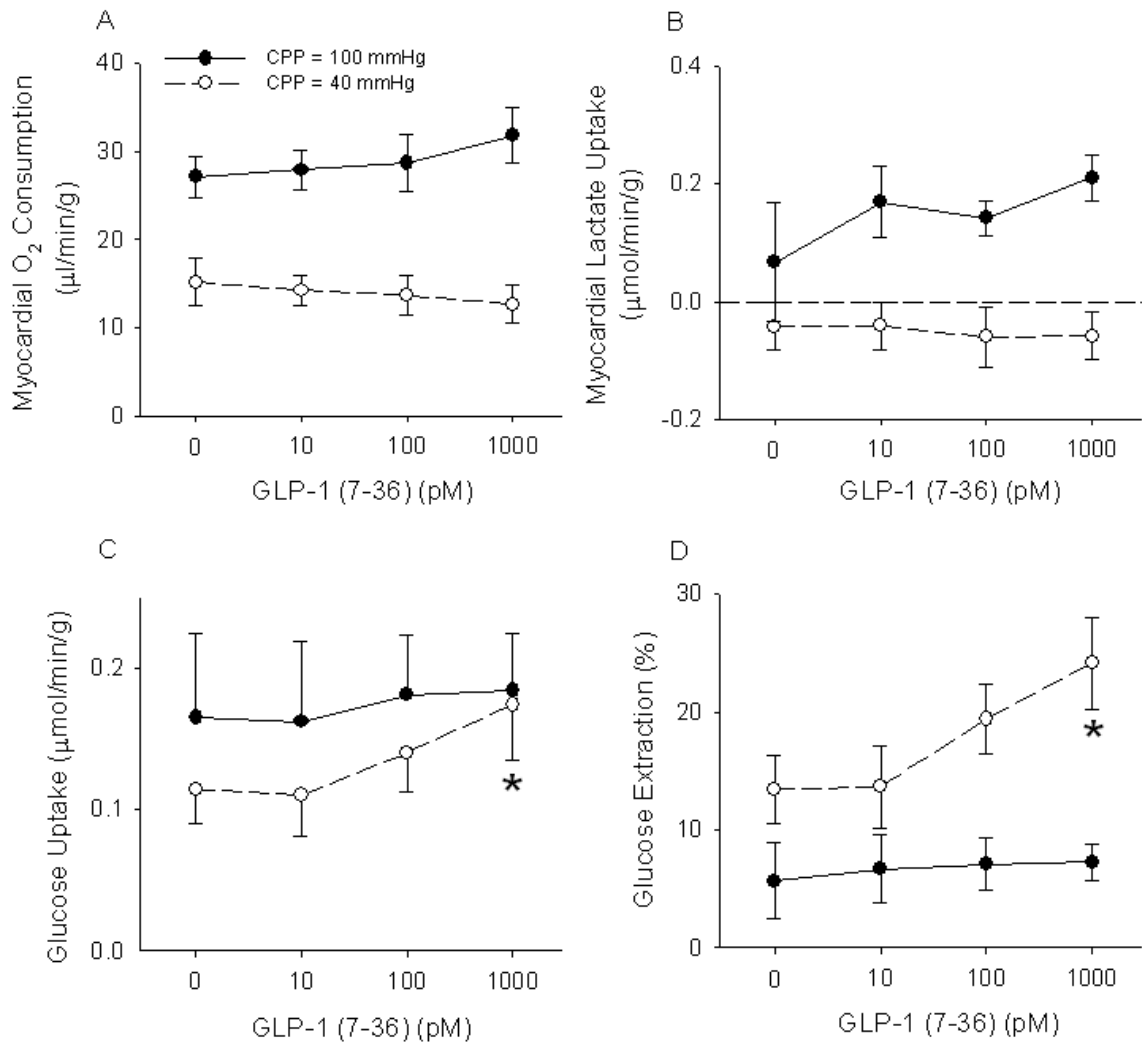 A
40
30
20
10
0
Myocardial O2 Consumption
(µl/min/g)
CPP = 100 mmHg
CPP = 40 mmHg
0 10 100 1000
GLP-1 (7-36) (pM)
B
0.4
0.2
0.0
-0.2
Myocardial Lactate Uptake
(µmol/min/g)
0 10 100 1000
GLP-1 (7-36) (pM)
C
0.2
0.1
0.0
Glucose Uptake (µmol/min/g)
*
0 10 100 1000
GLP-1 (7-36) (pM)
D
30
20
10
0
Glucose Extraction (%)
*
0 10 100 1000
GLP-1 (7-36) (pM)